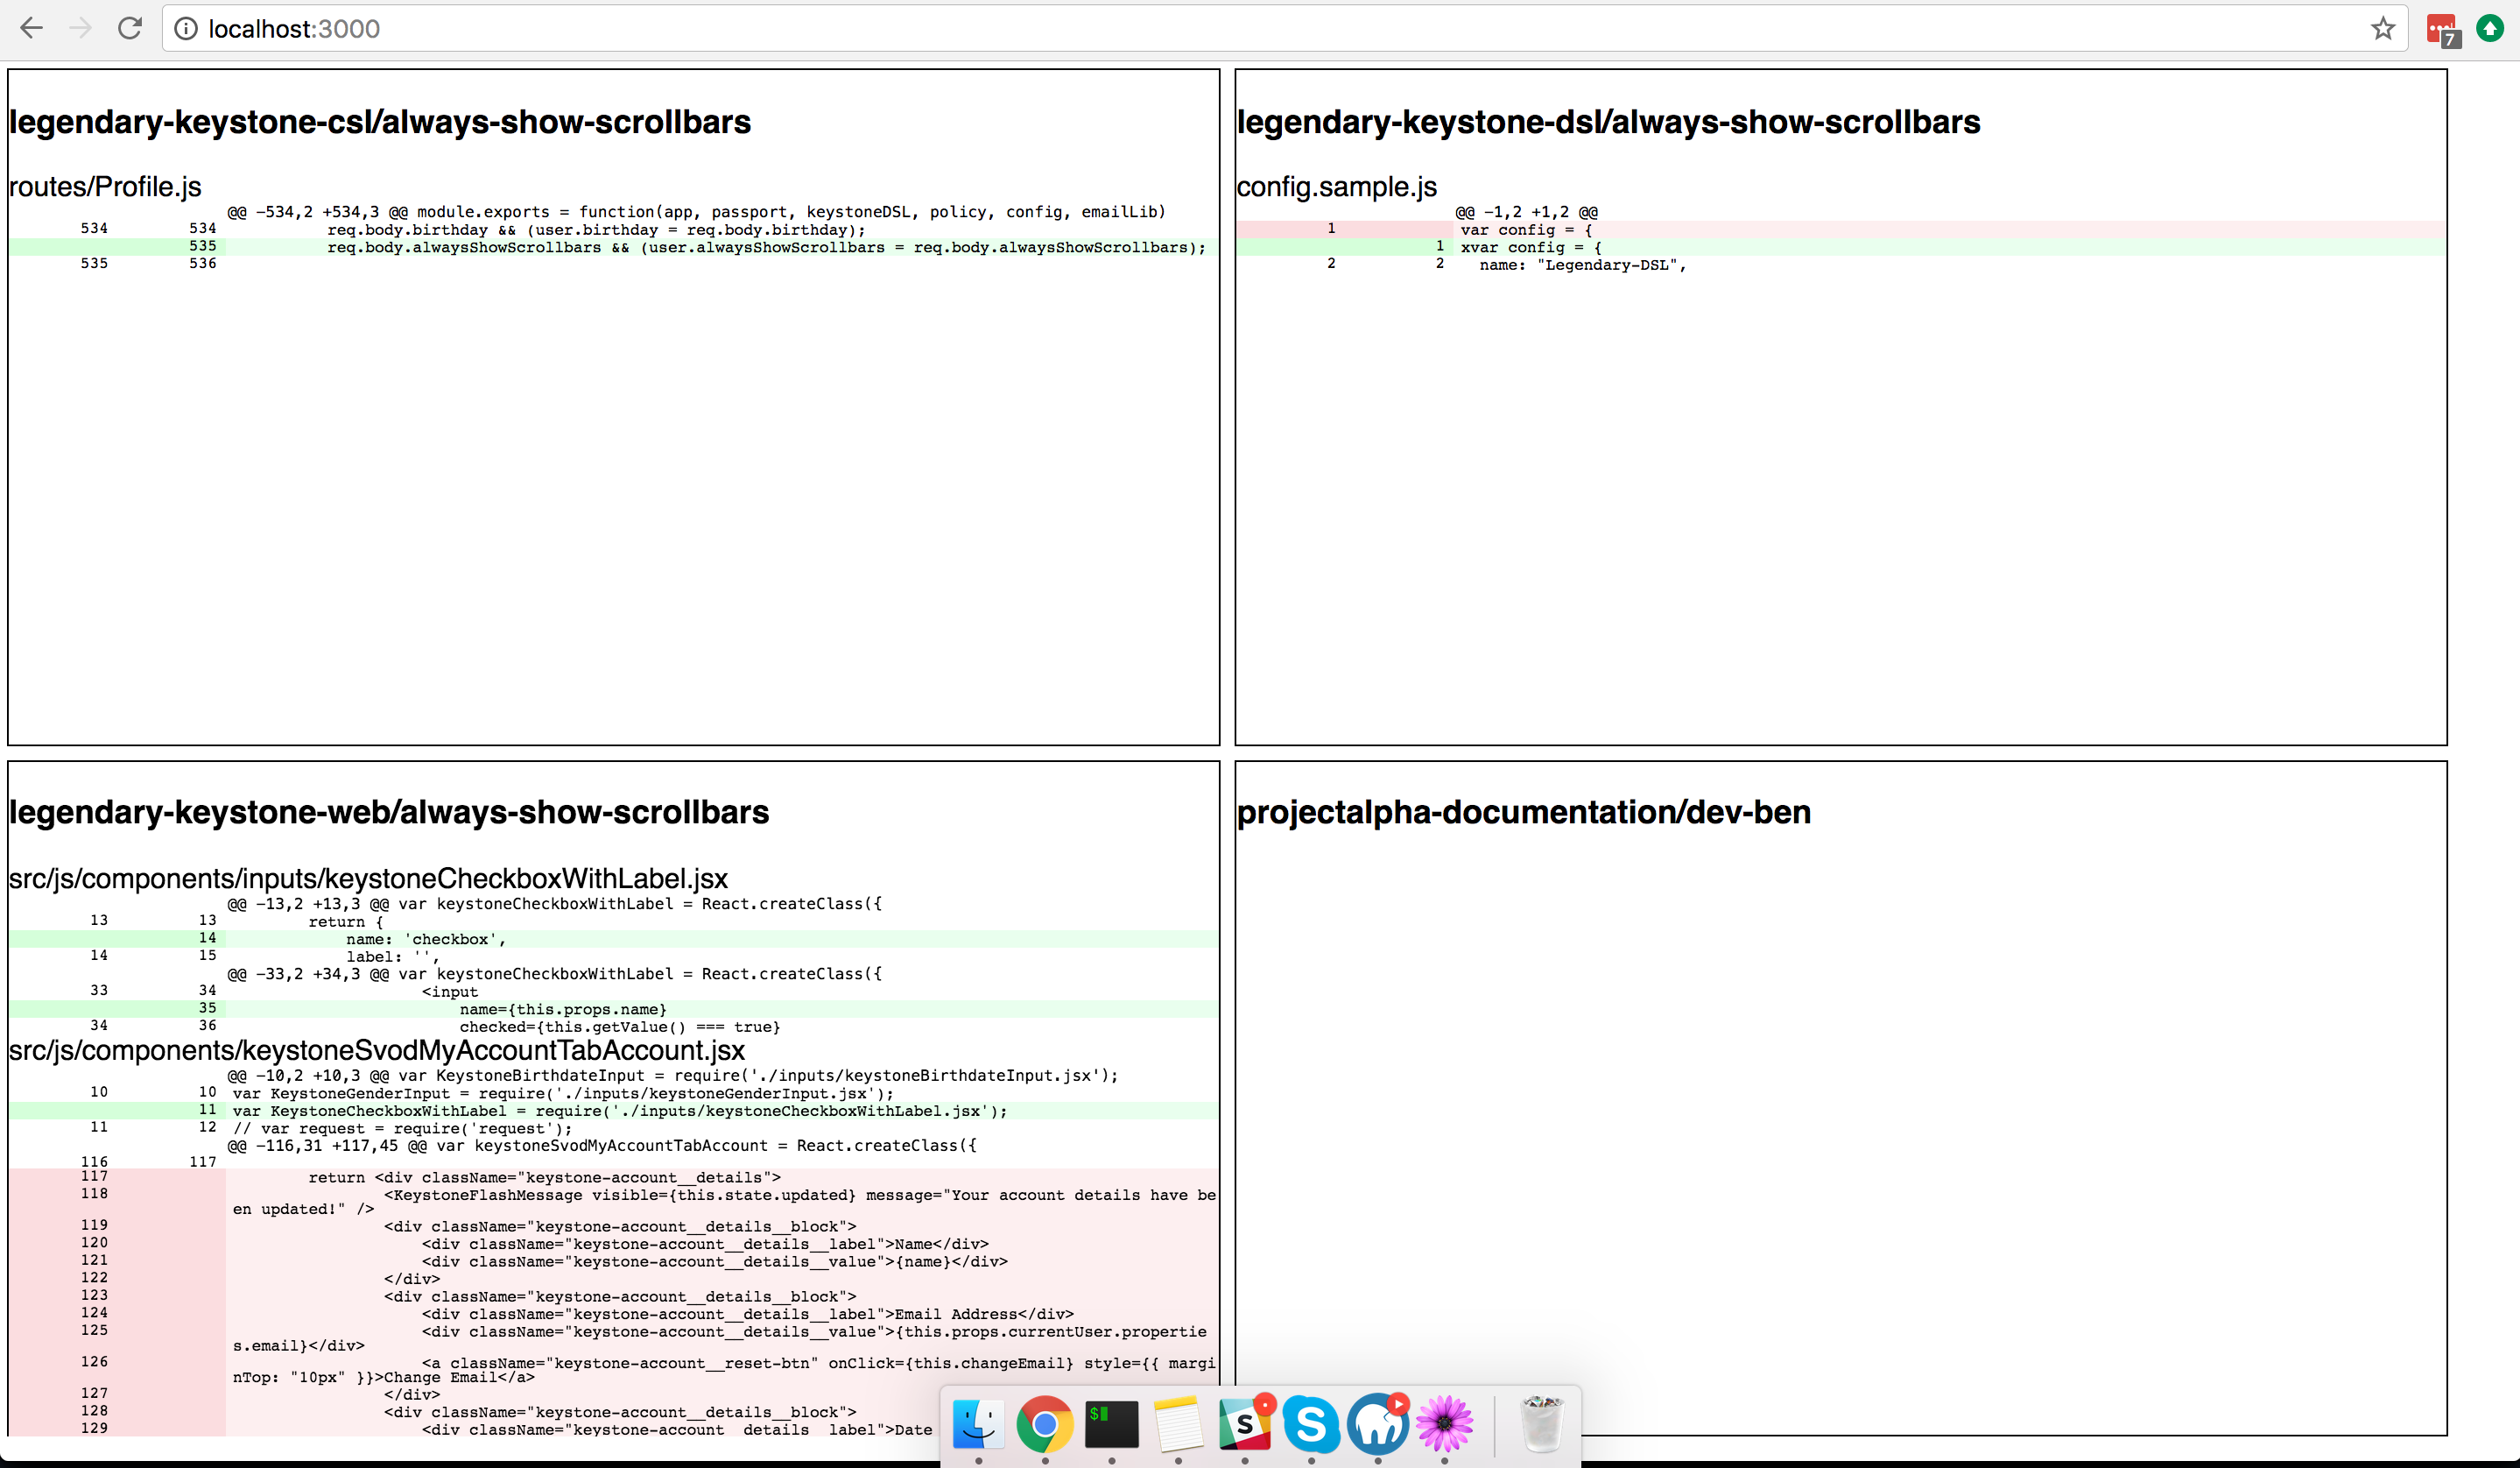 localhost:3000
7
legendary-keystone-csl/always-show-scrollbars
routes/Profile.js
@@ -534,2 +534,3 @@ module.exports = function(app, passport, keystoneDSL, policy, config, emailLib)
534 534 req.body.birthday && (user.birthday = req.body.birthday);
535 req.body.alwaysShowScrollbars && (user.alwaysShowScrollbars = req.body.alwaysShowScrollbars);
535 536
legendary-keystone-dsl/always-show-scrollbars
config.sample.js
@@ -1,2 +1,2 @@
1 var config = {
1 xvar config = {
2 2 name: "Legendary-DSL",
legendary-keystone-web/always-show-scrollbars
src/js/components/inputs/keystoneCheckboxWithLabel.jsx
@@ -13,2 +13,3 @@ var keystoneCheckboxWithLabel = React.createClass({
13 13 return {
14 name: 'checkbox',
14 15 label: '',
@@ -33,2 +34,3 @@ var keystoneCheckboxWithLabel = React.createClass({
33 34 <input
35 name={this.props.name}
34 36 checked={this.getValue() === true}
src/js/components/keystoneSvodMyAccountTabAccount.jsx
@@ -10,2 +10,3 @@ var KeystoneBirthdateInput = require('./inputs/keystoneBirthdateInput.jsx');
10 10 var KeystoneGenderInput = require('./inputs/keystoneGenderInput.jsx');
11 var KeystoneCheckboxWithLabel = require('./inputs/keystoneCheckboxWithLabel.jsx');
11 12 // var request = require('request');
@@ -116,31 +117,45 @@ var keystoneSvodMyAccountTabAccount = React.createClass({
116 117
117 return <div className="keystone-account__details">
118 <KeystoneFlashMessage visible={this.state.updated} message="Your account details have be
en updated!" />
119 <div className="keystone-account__details__block">
120 <div className="keystone-account__details__label">Name</div>
121 <div className="keystone-account__details__value">{name}</div>
122 </div>
123 <div className="keystone-account__details__block">
124 <div className="keystone-account__details__label">Email Address</div>
125 <div className="keystone-account__details__value">{this.props.currentUser.propertie
s.email}</div>
126 <a className="keystone-account__reset-btn" onClick={this.changeEmail} style={{ margi
nTop: "10px" }}>Change Email</a>
127 </div>
128 <div className="keystone-account__details__block">
129 <div className="keystone-account__details__label">Date
projectalpha-documentation/dev-ben
$
S
S